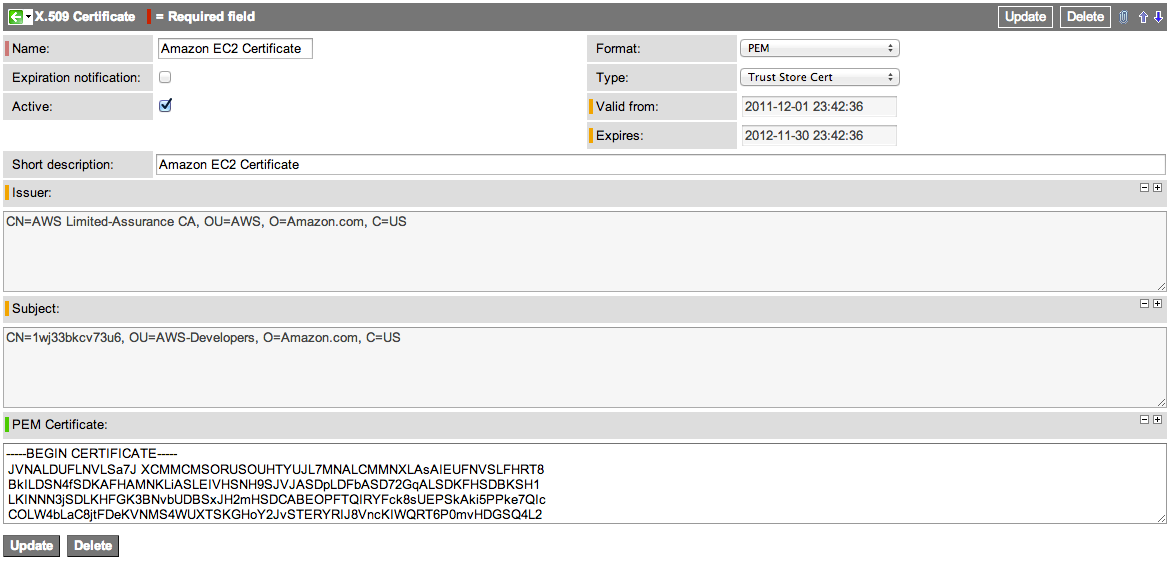 X.509 Certificate = Required field Update Delete
Name: Amazon EC2 Certificate Format: PEM
Expiration notification: Type: Trust Store Cert
Active: Valid from: 2011-12-01 23:42:36
Expires: 2012-11-30 23:42:36
Short description: Amazon EC2 Certificate
Issuer:
CN=AWS Limited-Assurance CA, OU=AWS, O=Amazon.com, C=US
Subject:
CN=1wj33bkcv73u6, OU=AWS-Developers, O=Amazon.com, C=US
PEM Certificate:
-----BEGIN CERTIFICATE-----
JVNALDUFLNVLSa7J XCMMCMSORUSOUHTYUJL7MNALCMMNXLAsAIEUFNVSLFHRT8
BkILDSN4fSDKAFHAMNKLiASLEIVHSNH9SJVJASDpLDFbASD72GqALSDKFHSDBKSH1
LKINNN3jSDLKHFGK3BNvbUDBSxJH2mHSDCABEOPFTQIRYFck8sUEPSkAki5PPke7QIc
COLW4bLaC8jtFDeKVNMS4WUXTSKGHoY2JvSTERYRIJ8VncKIWQRT6P0mvHDGSQ4L2
Update Delete